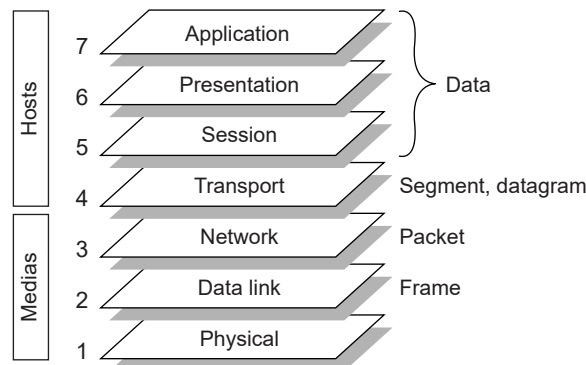 Hosts
7 Application
6 Presentation
5 Session
Data
4 Transport Segment, datagram
Medias
3 Network Packet
2 Data link Frame
1 Physical